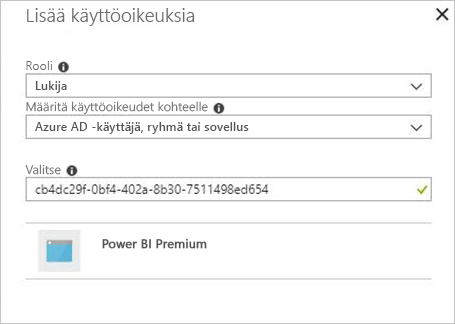 Lisää käyttöoikeuksia
Rooli
Lukija
Määritä käyttöoikeudet kohteelle
Azure AD -käyttäjä, ryhmä tai sovellus
Valitse
cb4dc29f-0bf4-402a-8b30-7511498ed654
Power BI Premium